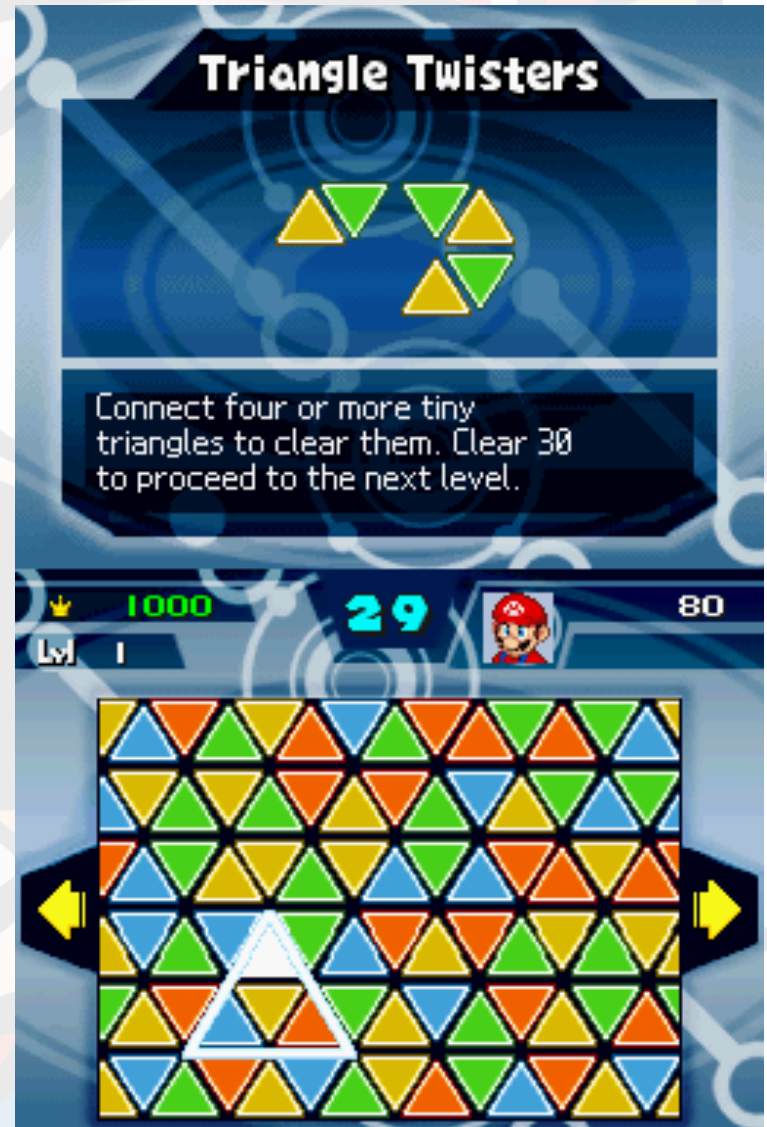 Triangle Twisters
Connect four or more tiny
triangles to clear them. Clear 30
to proceed to the next level.
1000
29
80
Lvl 1
M